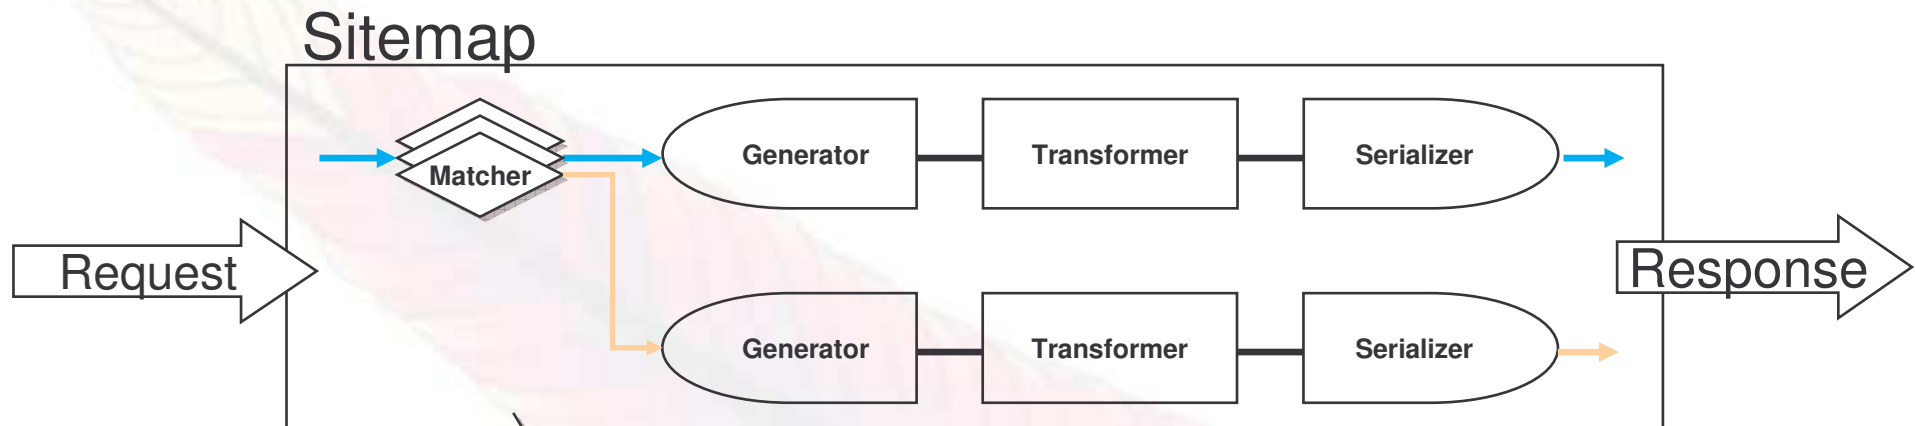 Sitemap
Generator
Transformer
Serializer
Matcher
Request
Response
Generator
Transformer
Serializer